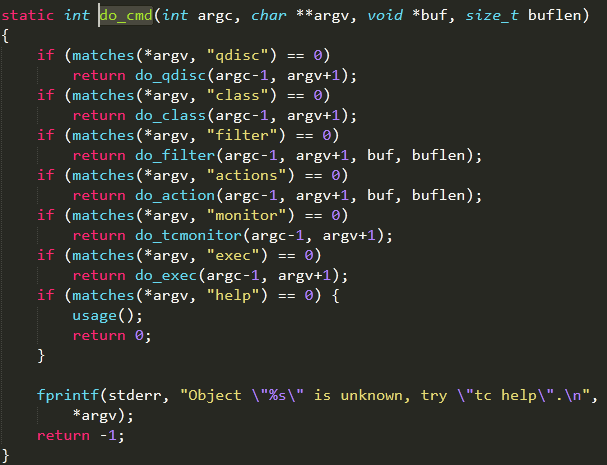 static int do_cmd(int argc, char **argv, void *buf, size_t buflen)
{
    if (matches(*argv, "qdisc") == 0)
        return do_qdisc(argc-1, argv+1);
    if (matches(*argv, "class") == 0)
        return do_class(argc-1, argv+1);
    if (matches(*argv, "filter") == 0)
        return do_filter(argc-1, argv+1, buf, buflen);
    if (matches(*argv, "actions") == 0)
        return do_action(argc-1, argv+1, buf, buflen);
    if (matches(*argv, "monitor") == 0)
        return do_tcmonitor(argc-1, argv+1);
    if (matches(*argv, "exec") == 0)
        return do_exec(argc-1, argv+1);
    if (matches(*argv, "help") == 0) {
        usage();
        return 0;
    }

    fprintf(stderr, "Object \"%s\" is unknown, try \"tc help\".\n",
        *argv);
    return -1;
}